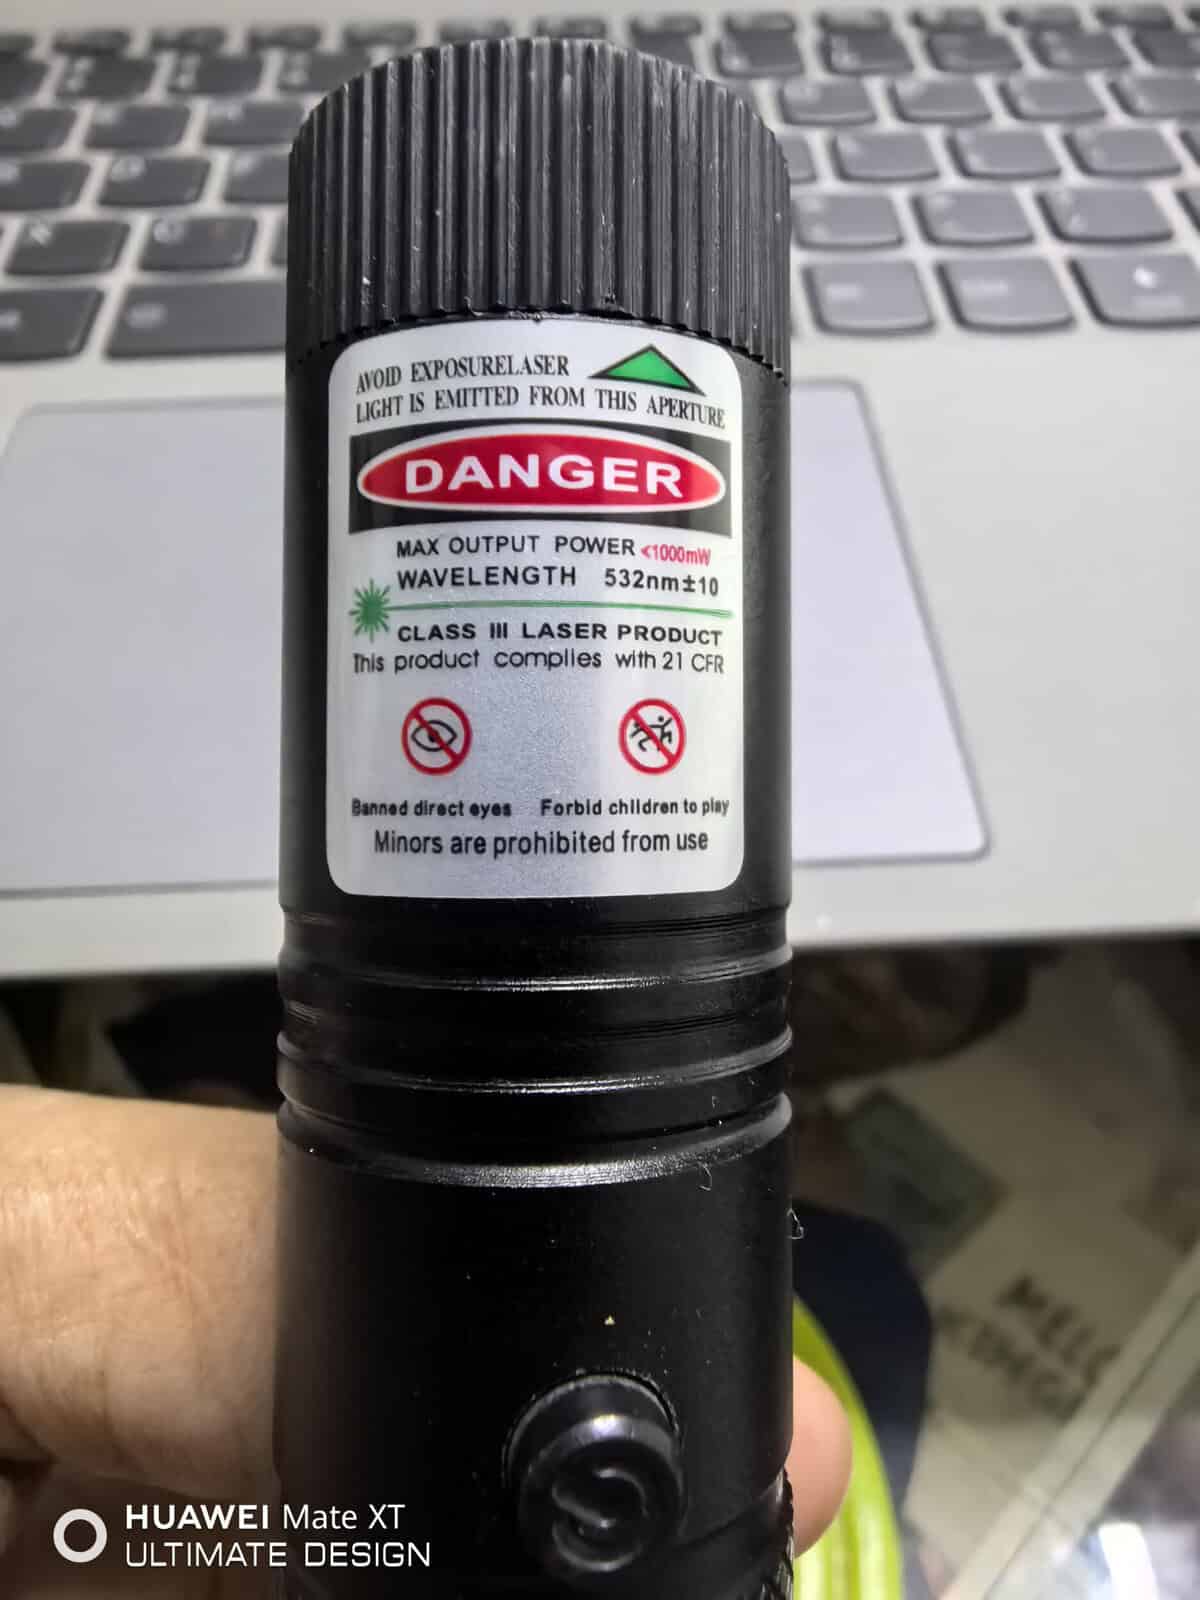 AVOID EXPOSURELASER
LIGHT IS EMITTED FROM THIS APERTURE
DANGER
MAX OUTPUT POWER <1000mW
WAVELENGTH 532nm±10
CLASS III LASER PRODUCT
This product complies with 21 CFR
Banned direct eyes Forbid children to play
Minors are prohibited from use
HUAWEI Mate XT
ULTIMATE DESIGN